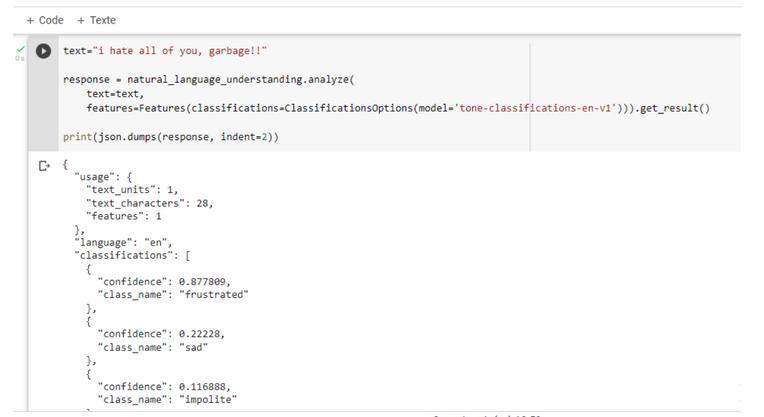 + Code + Texte
text="i hate all of you, garbage!!"
response = natural_language_understanding.analyze(
text=text,
features=Features(classifications=ClassificationsOptions(model='tone-classifications-en-v1'))).get_result()
print(json.dumps(response, indent=2))
0 s
{
"usage": {
"text_units": 1,
"text_characters": 28,
"features": 1
},
"language": "en",
"classifications": [
{
"confidence": 0.877809,
"class_name": "frustrated"
},
{
"confidence": 0.22228,
"class_name": "sad"
},
{
"confidence": 0.116888,
"class_name": "impolite"